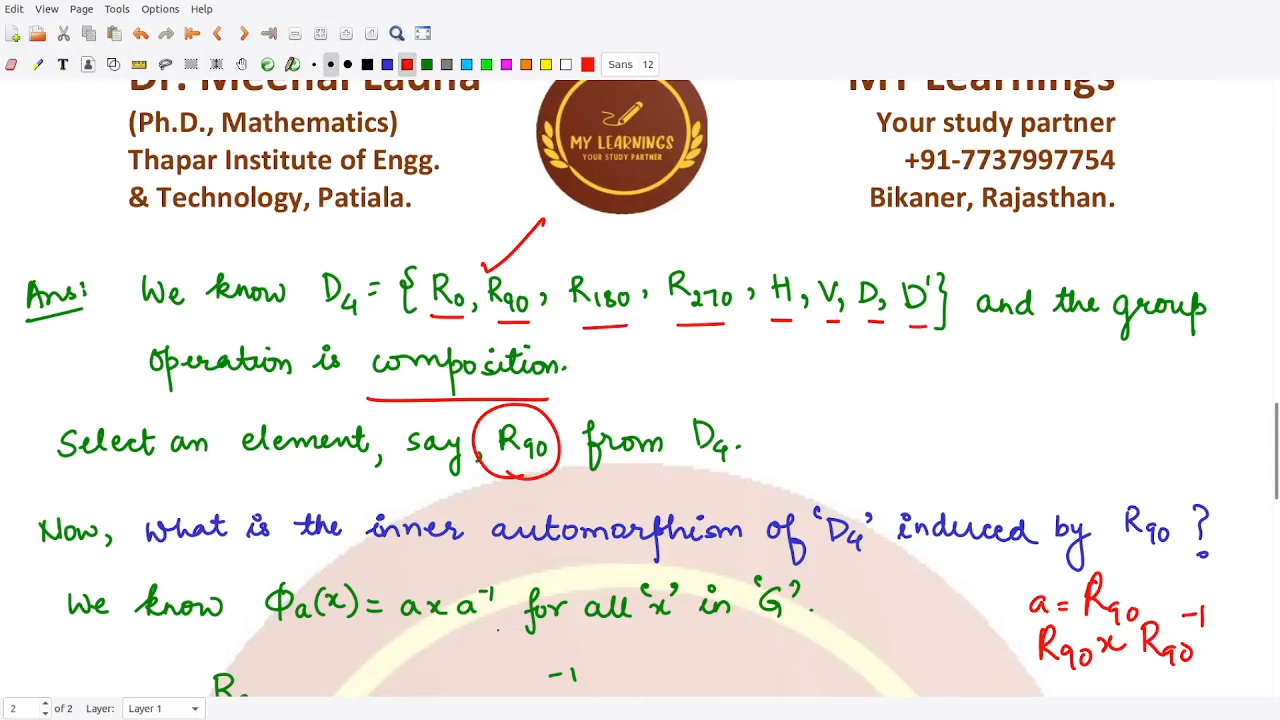 Edit View Page Tools Options Help
Sans 12
(Ph.D., Mathematics)
Thapar Institute of Engg.
& Technology, Patiala.
MY LEARNINGS
YOUR STUDY PARTNER
MY Learnings
Your study partner
+91-7737997754
Bikaner, Rajasthan.
Ans: We know D4 = {R0, R90, R180, R270, H, V, D, D'} and the group
operation is composition.
Select an element, say, R90 from D4.
Now, what is the inner automorphism of 'D4' induced by R90 ?
We know ϕa(x) = a x a⁻¹ for all 'x' in 'G'.
a = R90
R90 x R90⁻¹
-1
2 of 2 Layer: Layer 1